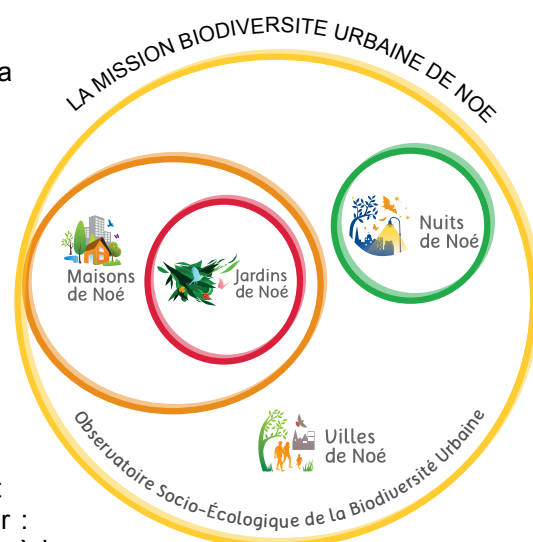 a
LA MISSION BIODIVERSITE URBAINE DE NOE
Nuits
de Noé
Maisons
de Noé
Jardins
de Noé
Villes
de Noé
Observatoire Socio-Écologique de la Biodiversité Urbaine
r :